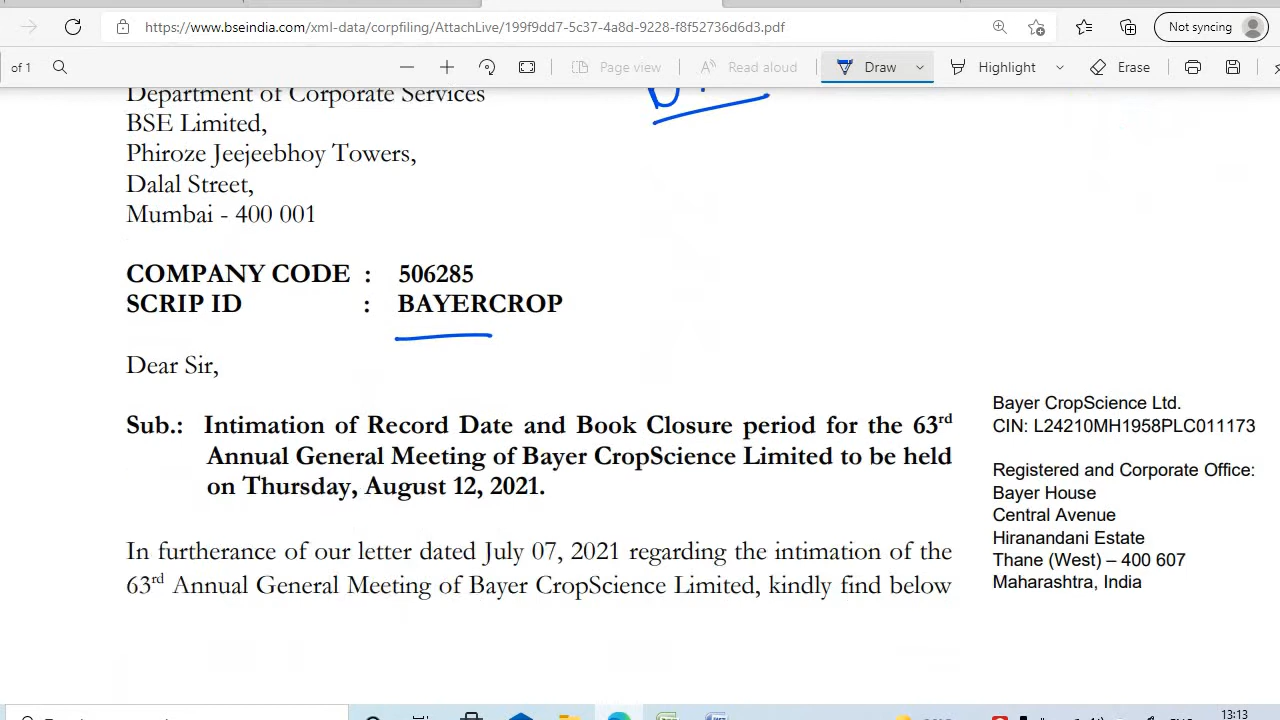 https://www.bseindia.com/xml-data/corpfiling/AttachLive/199f9dd7-5c37-4a8d-9228-f8f52736d6d3.pdf
Not syncing
of 1
Page view
Read aloud
Draw
Highlight
Erase
Department of Corporate Services
BSE Limited,
Phiroze Jeejeebhoy Towers,
Dalal Street,
Mumbai - 400 001
COMPANY CODE : 506285
SCRIP ID : BAYERCROP
Dear Sir,
Sub.: Intimation of Record Date and Book Closure period for the 63rd
Annual General Meeting of Bayer CropScience Limited to be held
on Thursday, August 12, 2021.
In furtherance of our letter dated July 07, 2021 regarding the intimation of the
63rd Annual General Meeting of Bayer CropScience Limited, kindly find below
Bayer CropScience Ltd.
CIN: L24210MH1958PLC011173
Registered and Corporate Office:
Bayer House
Central Avenue
Hiranandani Estate
Thane (West) – 400 607
Maharashtra, India
13:13